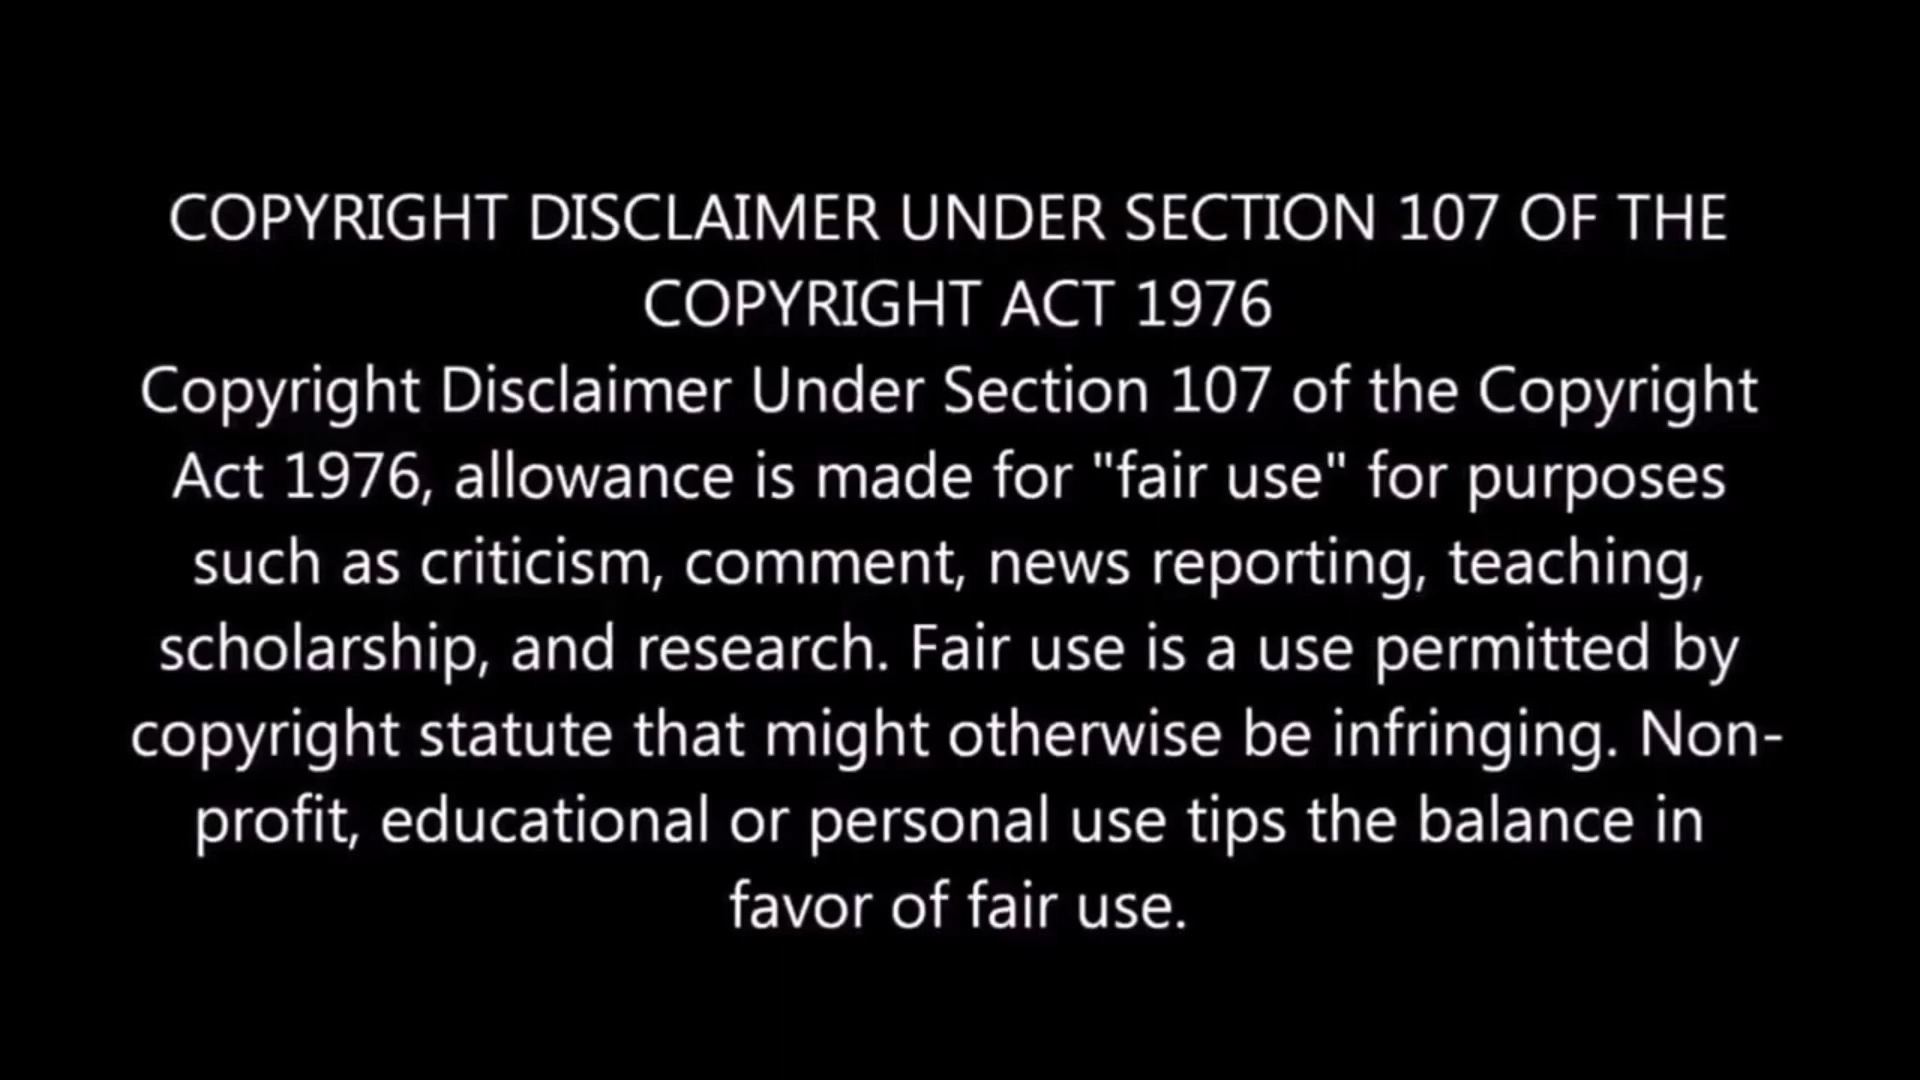 COPYRIGHT DISCLAIMER UNDER SECTION 107 OF THE
COPYRIGHT ACT 1976
Copyright Disclaimer Under Section 107 of the Copyright
Act 1976, allowance is made for "fair use" for purposes
such as criticism, comment, news reporting, teaching,
scholarship, and research. Fair use is a use permitted by
copyright statute that might otherwise be infringing. Non-
profit, educational or personal use tips the balance in
favor of fair use.